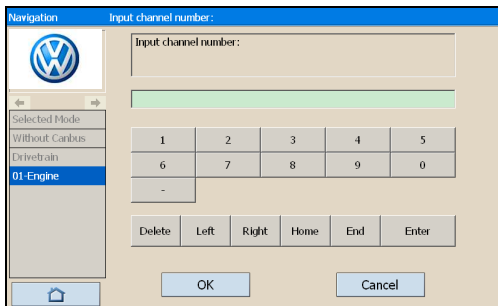 Navigation
Input channel number:
Input channel number:
Selected Mode
Without Canbus
Drivetrain
01-Engine
1 2 3 4 5
6 7 8 9 0
-
Delete Left Right Home End Enter
OK Cancel